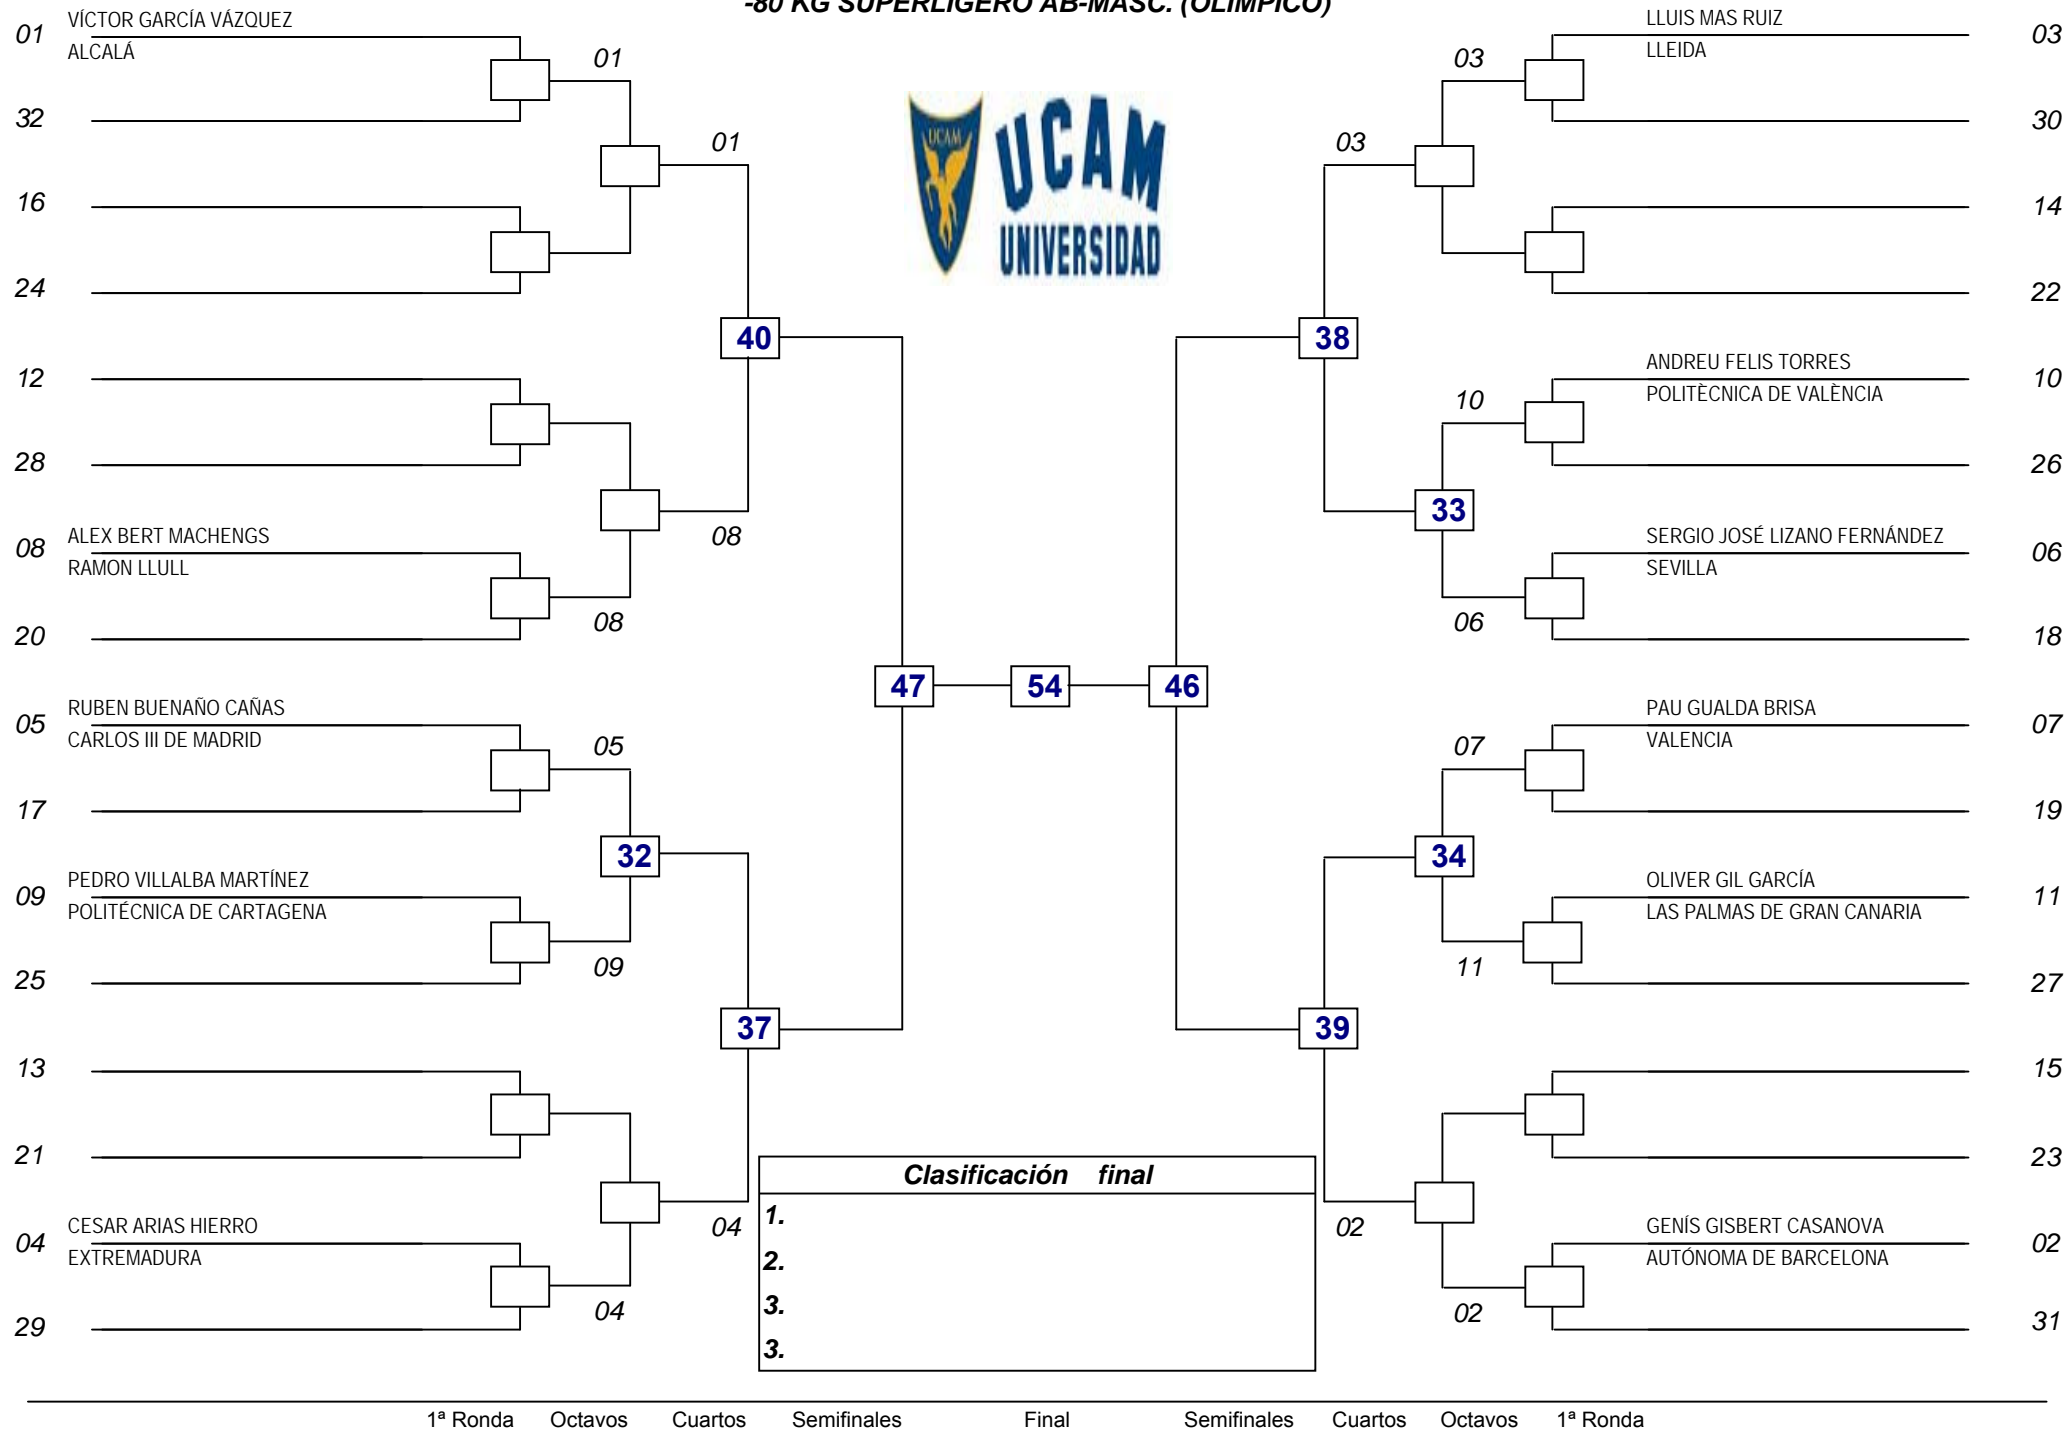 -80 KG SUPERLIGERO AB-MASC. (OLIMPICO)
01 VÍCTOR GARCÍA VÁZQUEZ
ALCALÁ
01
32
01
16
24
40
12
28
08
08 ALEX BERT MACHENGS
RAMON LLULL
08
20
47
05 RUBEN BUENAÑO CAÑAS
CARLOS III DE MADRID
05
17
32
09 PEDRO VILLALBA MARTÍNEZ
POLITÉCNICA DE CARTAGENA
09
25
37
13
21
04
04 CESAR ARIAS HIERRO
EXTREMADURA
04
29
UCAM
UCAM
UNIVERSIDAD
54
LLUIS MAS RUIZ 03
LLEIDA
03
30
03
14
22
38
ANDREU FELIS TORRES 10
POLITÈCNICA DE VALÈNCIA
10
26
33
SERGIO JOSÉ LIZANO FERNÁNDEZ 06
SEVILLA
06
18
46
PAU GUALDA BRISA 07
VALENCIA
07
19
34
OLIVER GIL GARCÍA 11
LAS PALMAS DE GRAN CANARIA
11
27
39
15
23
02
GENÍS GISBERT CASANOVA 02
AUTÓNOMA DE BARCELONA
02
31
Clasificación final
1.
2.
3.
3.
1ª Ronda Octavos Cuartos Semifinales Final Semifinales Cuartos Octavos 1ª Ronda